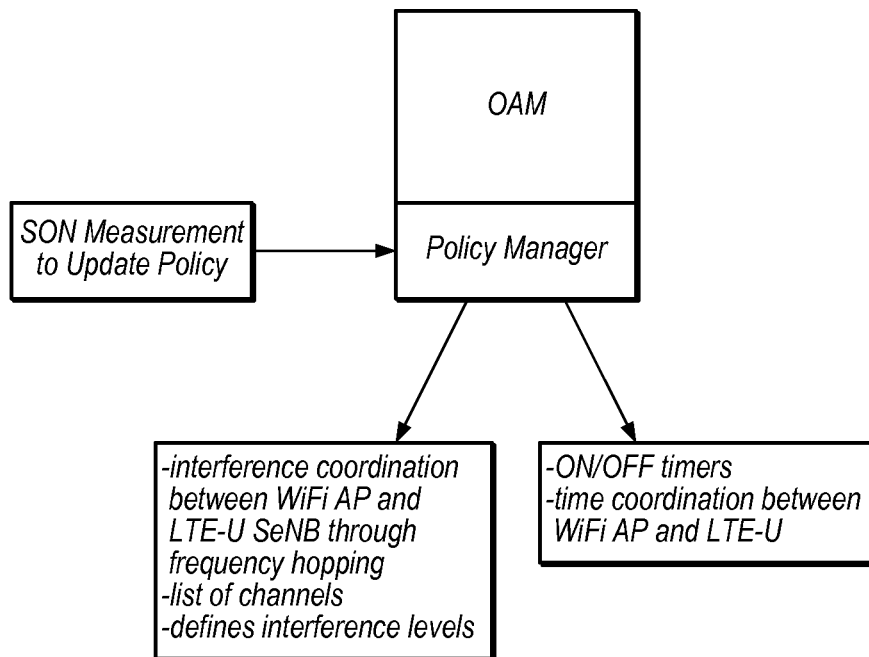 OAM
SON Measurement
to Update Policy
Policy Manager
-interference coordination
between WiFi AP and
LTE-U SeNB through
frequency hopping
-list of channels
-defines interference levels
-ON/OFF timers
-time coordination between
WiFi AP and LTE-U